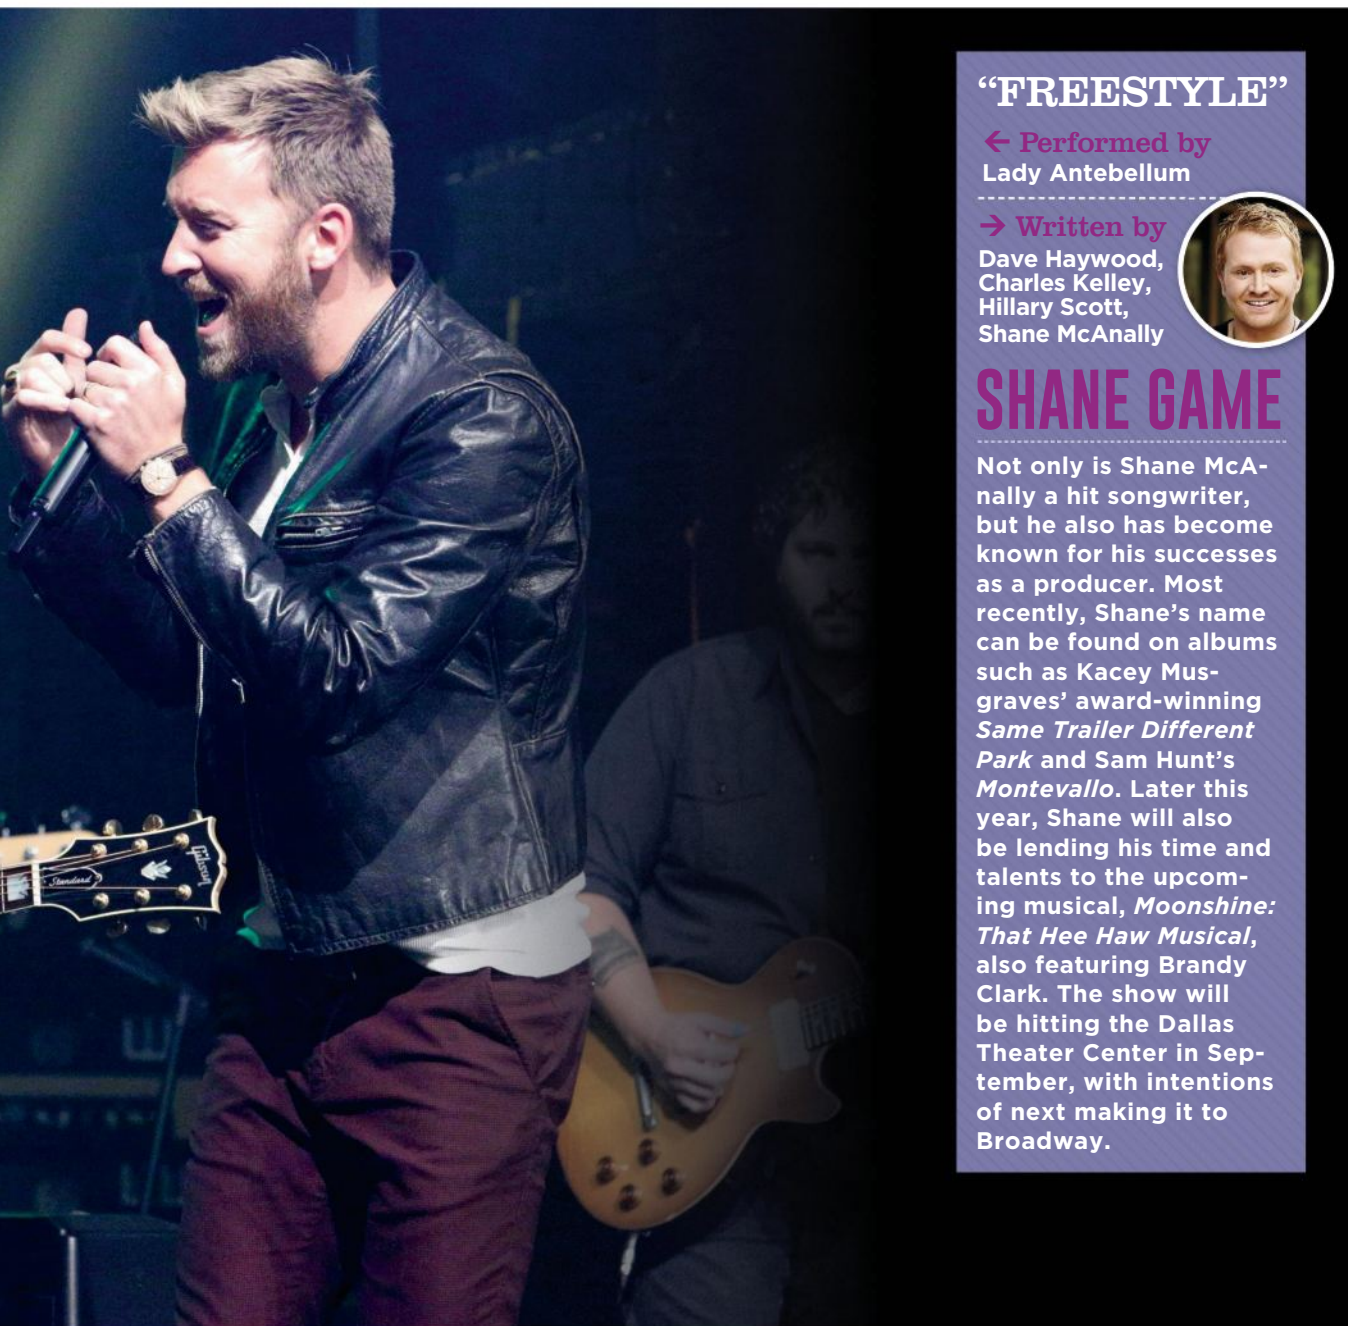 “FREESTYLE”
← Performed by
Lady Antebellum
→ Written by
Dave Haywood,
Charles Kelley,
Hillary Scott,
Shane McAnally
SHANE GAME
Not only is Shane McA-
nally a hit songwriter,
but he also has become
known for his successes
as a producer. Most
recently, Shane’s name
can be found on albums
such as Kacey Mus-
graves’ award-winning
Same Trailer Different
Park and Sam Hunt’s
Montevallo. Later this
year, Shane will also
be lending his time and
talents to the upcom-
ing musical, Moonshine:
That Hee Haw Musical,
also featuring Brandy
Clark. The show will
be hitting the Dallas
Theater Center in Sep-
tember, with intentions
of next making it to
Broadway.
Gibson
Standard